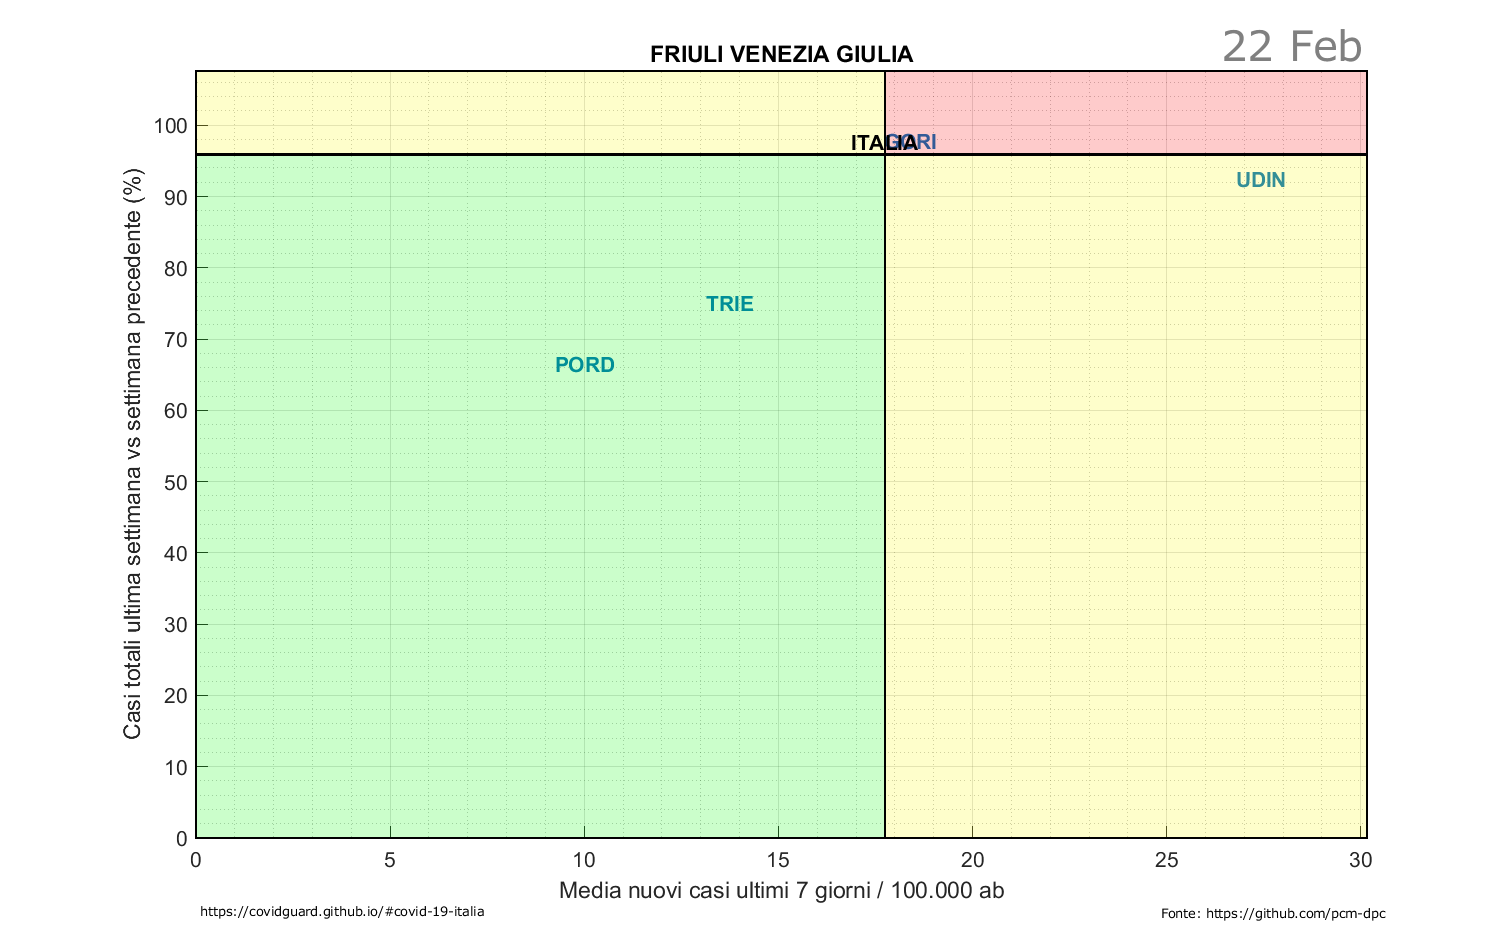 22 Feb
FRIULI VENEZIA GIULIA
Casi totali ultima settimana vs settimana precedente (%)
100
90
80
70
60
50
40
30
20
10
0
ITALIA
GORI
UDIN
TRIE
PORD
0
5
10
15
20
25
30
Media nuovi casi ultimi 7 giorni / 100.000 ab
https://covidguard.github.io/#covid-19-italia
Fonte: https://github.com/pcm-dpc